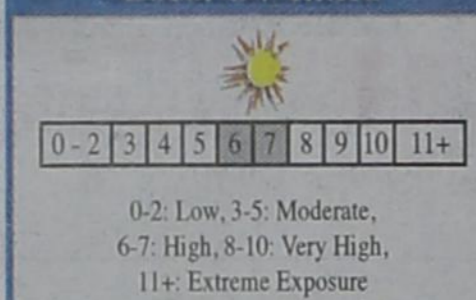 0 - 2 3 4 5 6 7 8 9 10 11+
0-2: Low, 3-5: Moderate,
6-7: High, 8-10: Very High,
11+: Extreme Exposure